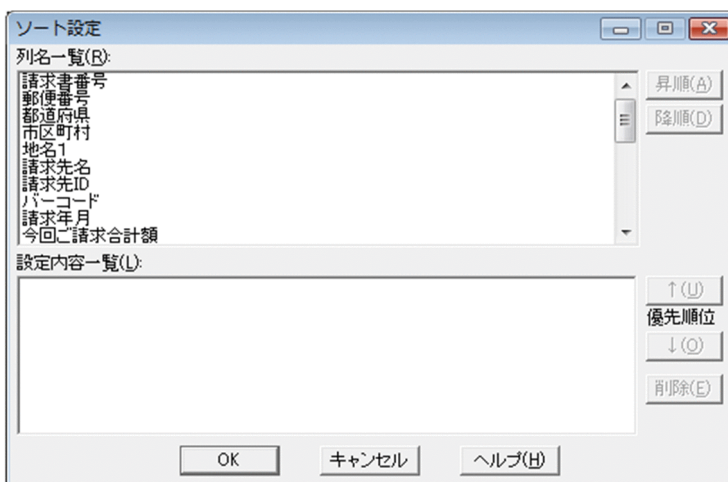 ソート設定
列名一覧(R):
請求書番号
郵便番号
都道府県
市区町村
地名1
請求先名
請求先ID
バーコード
請求年月
今回ご請求合計額
昇順(A)
降順(D)
設定内容一覧(L):
↑(U)
優先順位
↓(O)
削除(E)
OK
キャンセル
ヘルプ(H)